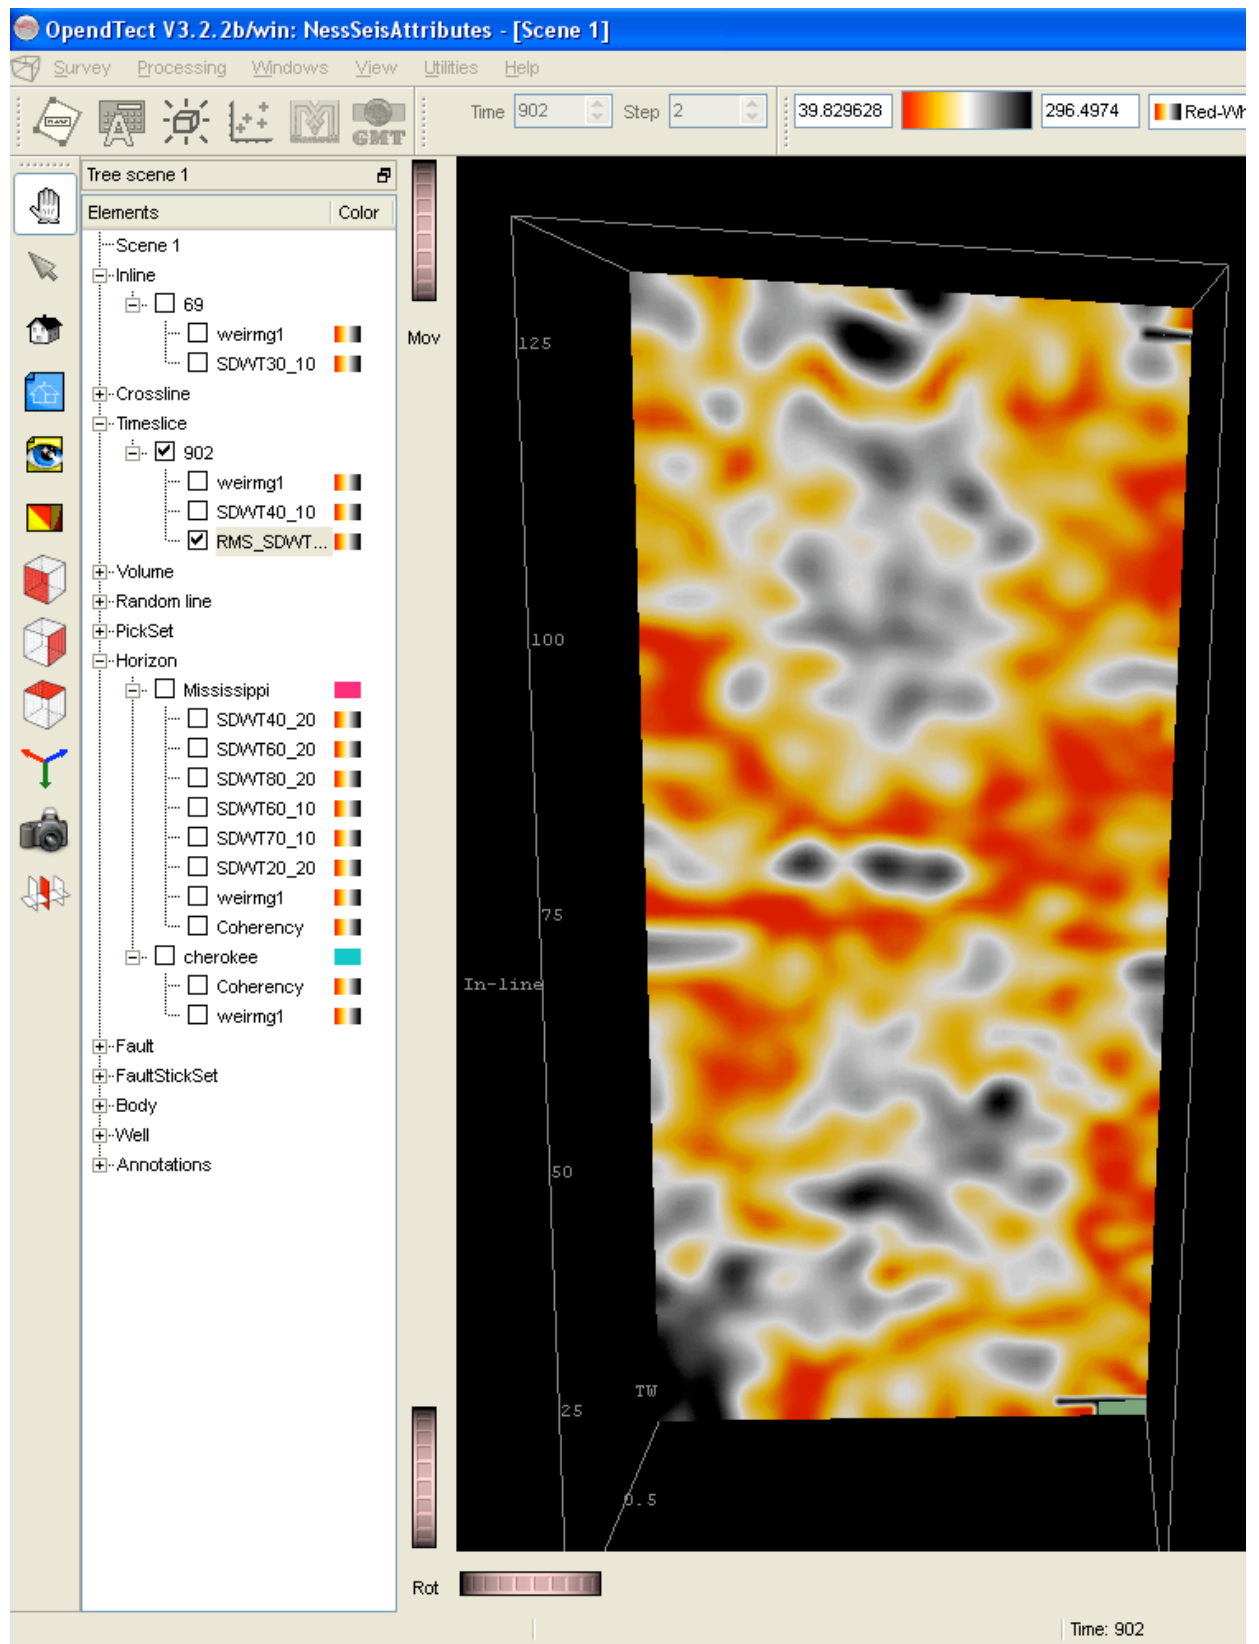 OpendTect V3.2.2b/win: NessSeisAttributes - [Scene 1]
Survey Processing Windows View Utilities Help
Time 902 Step 2 39.829628 296.4974 Red-Wh
GMT
Tree scene 1
Elements Color
Scene 1
Inline
69
weirmg1
SDWT30_10
Crossline
Timeslice
902
weirmg1
SDWT40_10
RMS_SDWT...
Volume
Random line
PickSet
Horizon
Mississippi
SDWT40_20
SDWT60_20
SDWT80_20
SDWT60_10
SDWT70_10
SDWT20_20
weirmg1
Coherency
cherokee
Coherency
weirmg1
Fault
FaultStickSet
Body
Well
Annotations
Mov
125
100
75
In-line
50
TW
25
0.5
Rot
Time: 902